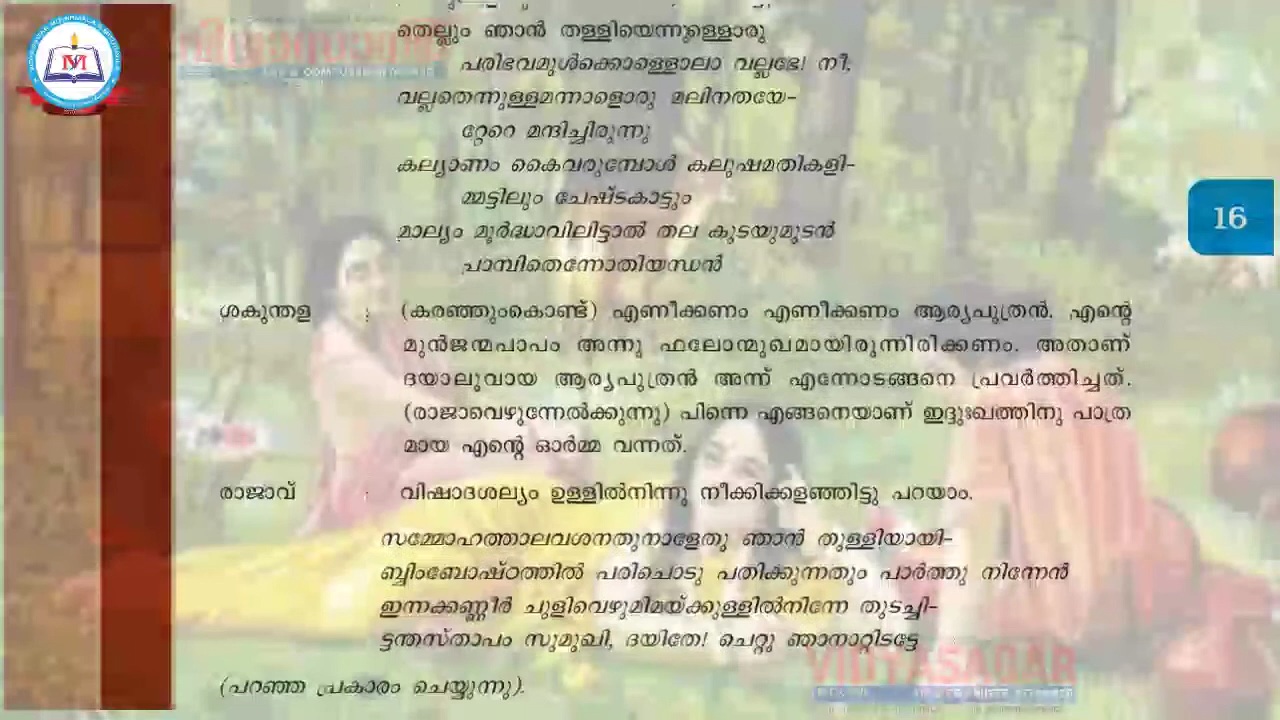 തെല്ലും ഞാൻ തള്ളിയെന്നുള്ളൊരു
പരിഭവമുൾക്കൊള്ളൊലാ വല്ലഭേ! നീ;
വല്ലതെന്നുള്ളമന്നാളൊരു മലിനതയേ-
റ്റേറെ മന്ദിച്ചിരുന്നു
കല്യാണം കൈവരുമ്പോൾ കലുഷമതികളി-
മ്മട്ടിലും ചേഷ്ടകാട്ടും
മാല്യം മൂർദ്ധാവിലിട്ടാൽ തല കുടയുമുടൻ
പാമ്പിതെന്നോതിയന്ധൻ
ശകുന്തള : (കരഞ്ഞുംകൊണ്ട്) എണീക്കണം എണീക്കണം ആര്യപുത്രൻ. എന്റെ
മുൻജന്മപാപം അന്നു ഫലോന്മുഖമായിരുന്നിരിക്കണം. അതാണ്
ദയാലുവായ ആര്യപുത്രൻ അന്ന് എന്നോടങ്ങനെ പ്രവർത്തിച്ചത്.
(രാജാവെഴുന്നേൽക്കുന്നു) പിന്നെ എങ്ങനെയാണ് ഇദ്ദുഃഖത്തിനു പാത്ര
മായ എന്റെ ഓർമ്മ വന്നത്.
രാജാവ് : വിഷാദശല്യം ഉള്ളിൽനിന്നു നീക്കിക്കളഞ്ഞിട്ടു പറയാം.
സമ്മോഹത്താലവശനതുനാളേതു ഞാൻ തുള്ളിയായി-
ബ്ബിംബോഷ്ഠത്തിൽ പരിചൊടു പതിക്കുന്നതും പാർത്തു നിന്നേൻ
ഇന്നക്കണ്ണീർ ചുളിവെഴുമിമയ്ക്കുള്ളിൽനിന്നേ തുടച്ചി-
ട്ടന്തസ്താപം സുമുഖി, ദയിതേ! ചെറ്റു ഞാനാറ്റിടട്ടേ
(പറഞ്ഞ പ്രകാരം ചെയ്യുന്നു).
16
VIDYASAGAR